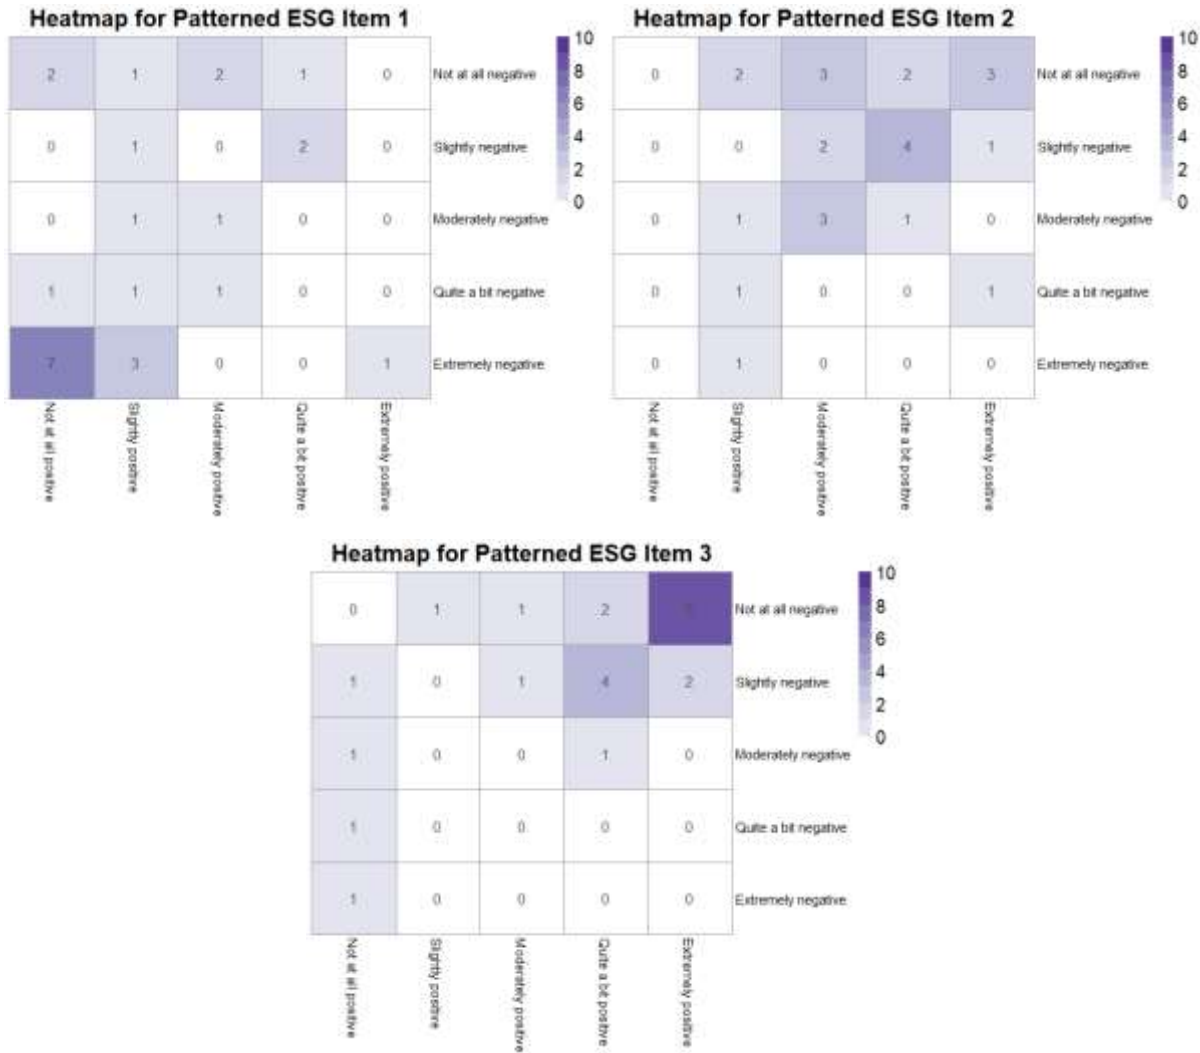 Heatmap for Patterned ESG Item 1
2 1 2 1 0 Not at all negative
0 1 0 2 0 Slightly negative
0 1 1 0 0 Moderately negative
1 1 1 0 0 Quite a bit negative
7 3 0 0 1 Extremely negative
Not at all positive
Slightly positive
Moderately positive
Quite a bit positive
Extremely positive
10
8
6
4
2
0
Heatmap for Patterned ESG Item 2
0 2 3 2 3 Not at all negative
0 0 2 4 1 Slightly negative
0 1 3 1 0 Moderately negative
0 1 0 0 1 Quite a bit negative
0 1 0 0 0 Extremely negative
Not at all positive
Slightly positive
Moderately positive
Quite a bit positive
Extremely positive
10
8
6
4
2
0
Heatmap for Patterned ESG Item 3
0 1 1 2 Not at all negative
1 0 1 4 2 Slightly negative
1 0 0 1 0 Moderately negative
1 0 0 0 0 Quite a bit negative
1 0 0 0 0 Extremely negative
Not at all positive
Slightly positive
Moderately positive
Quite a bit positive
Extremely positive
10
8
6
4
2
0